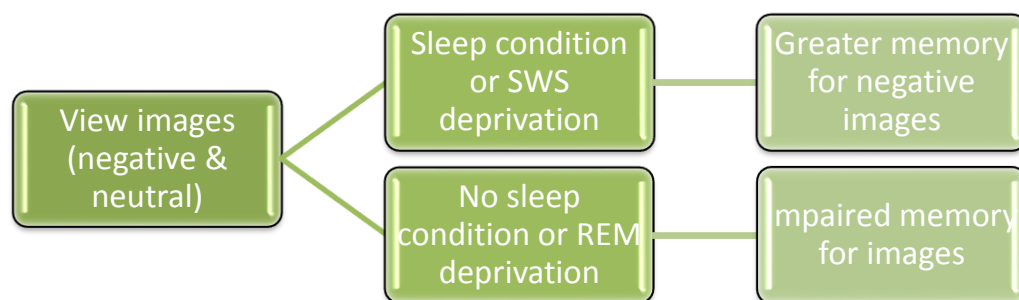 View images
(negative &
neutral)
Sleep condition
or SWS
deprivation
Greater memory
for negative
images
No sleep
condition or REM
deprivation
mpaired memory
for images